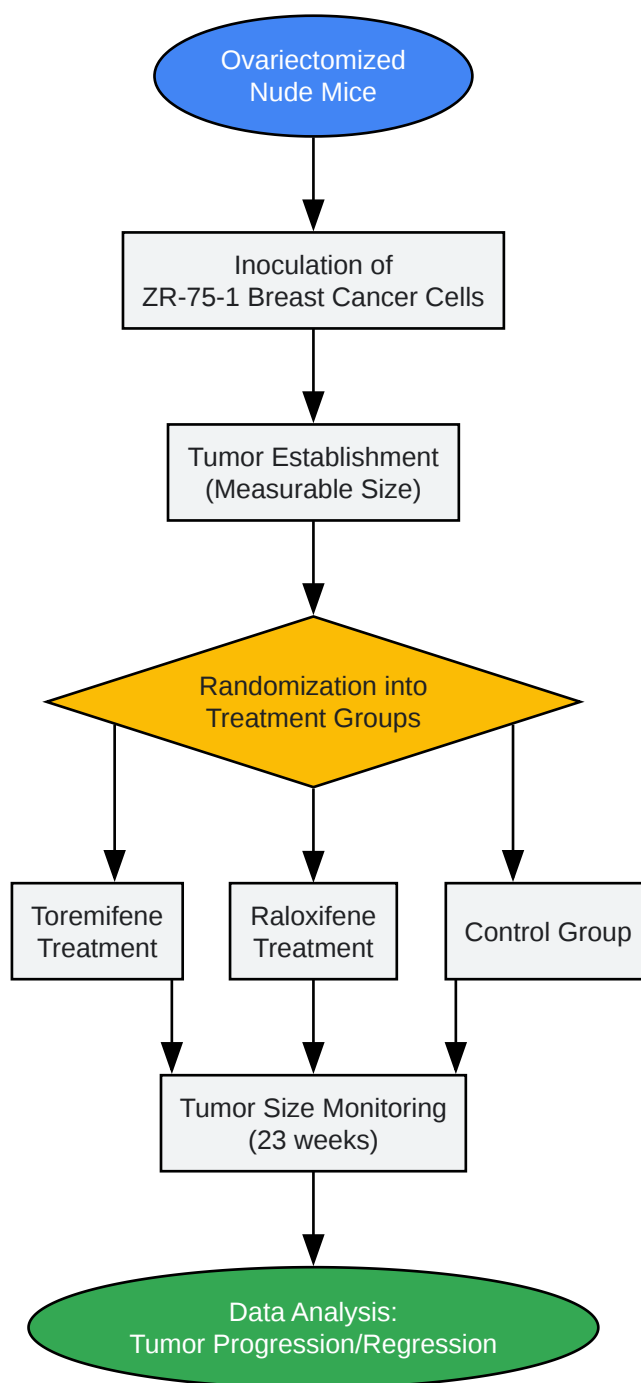 Ovariectomized
Nude Mice
Inoculation of
ZR-75-1 Breast Cancer Cells
Tumor Establishment
(Measurable Size)
Randomization into
Treatment Groups
Toremifene
Treatment
Raloxifene
Treatment
Control Group
Tumor Size Monitoring
(23 weeks)
Data Analysis:
Tumor Progression/Regression